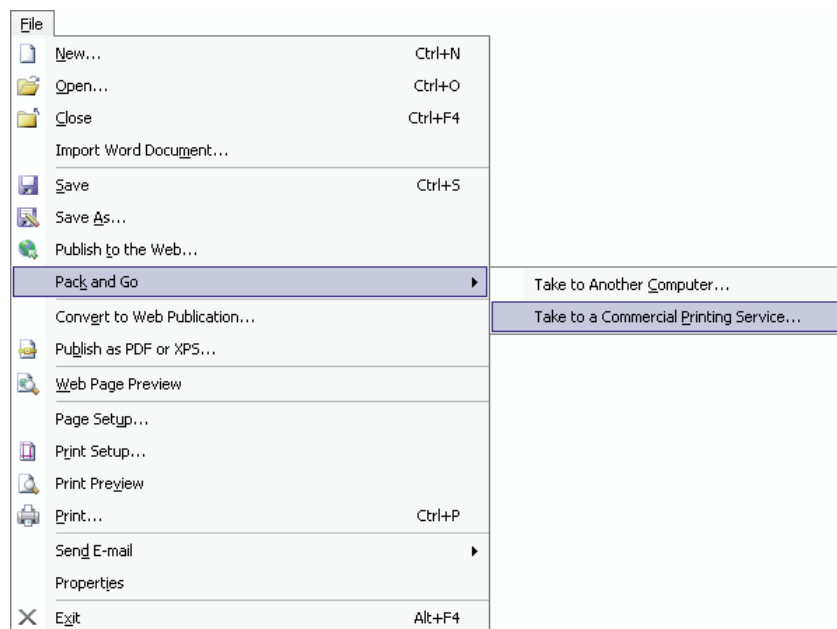 File
New... Ctrl+N
Open... Ctrl+O
Close Ctrl+F4
Import Word Document...
Save Ctrl+S
Save As...
Publish to the Web...
Pack and Go Take to Another Computer...
Convert to Web Publication... Take to a Commercial Printing Service...
Publish as PDF or XPS...
Web Page Preview
Page Setup...
Print Setup...
Print Preview
Print... Ctrl+P
Send E-mail
Properties
Exit Alt+F4